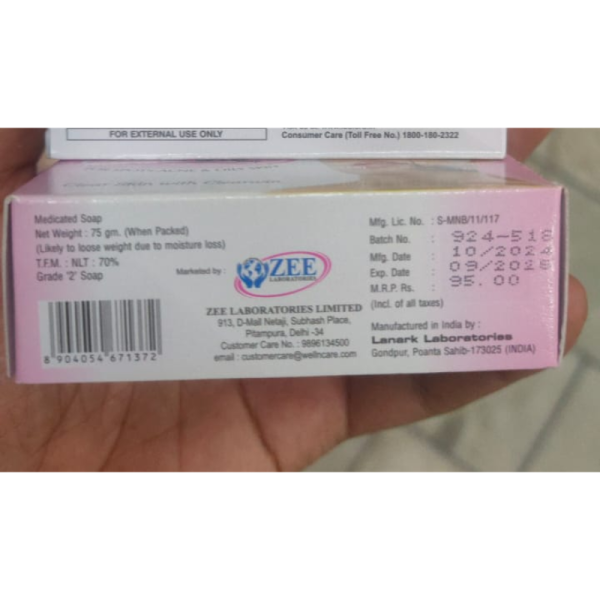 FOR EXTERNAL USE ONLY
Consumer Care (Toll Free No.) 1800-180-2322
Medicated Soap
Net Weight : 75 gm. (When Packed)
(Likely to loose weight due to moisture loss)
T.F.M. : NLT : 70%
Grade '2' Soap
8 904054 671372
Marketed by :
ZEE
LABORATORIES
ZEE LABORATORIES LIMITED
913, D-Mall Netaji, Subhash Place,
Pitampura, Delhi -34
Customer Care No. : 9896134500
email : customercare@wellncare.com
Mfg. Lic. No. : S-MNB/11/117
Batch No. : 924-518
Mfg. Date : 10/2024
Exp. Date : 09/2026
M.R.P. Rs. : 95.00
(Incl. of all taxes)
Manufactured in India by :
Lanark Laboratories
Gondpur, Poanta Sahib-173025 (INDIA)